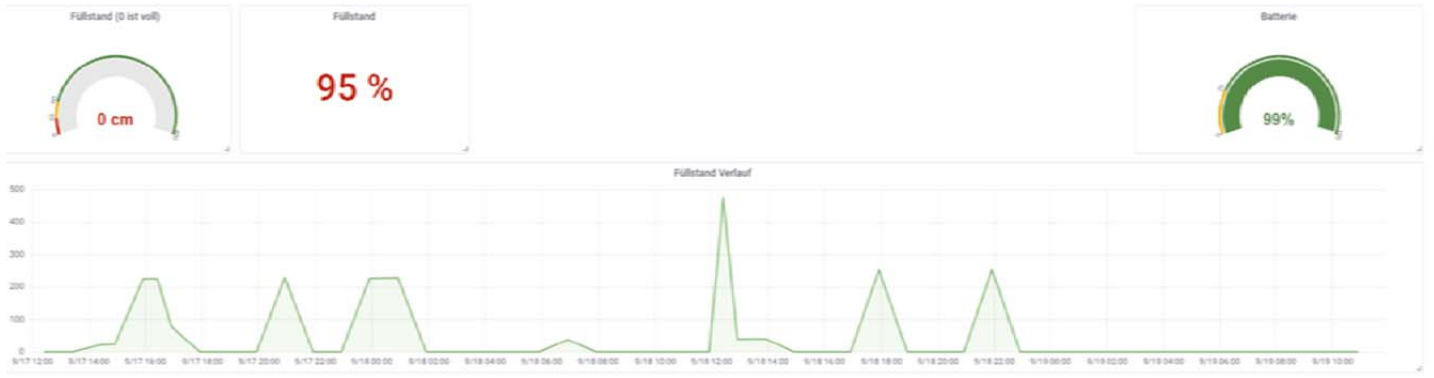 Füllstand (0 ist voll)
0 cm
Füllstand
95 %
Batterie
99%
Füllstand Verlauf
500
400
300
200
100
0
9/17 12:00 9/17 14:00 9/17 16:00 9/17 18:00 9/17 20:00 9/17 22:00 9/18 00:00 9/18 02:00 9/18 04:00 9/18 06:00 9/18 08:00 9/18 10:00 9/18 12:00 9/18 14:00 9/18 16:00 9/18 18:00 9/18 20:00 9/18 22:00 9/19 00:00 9/19 02:00 9/19 04:00 9/19 06:00 9/19 08:00 9/19 10:00